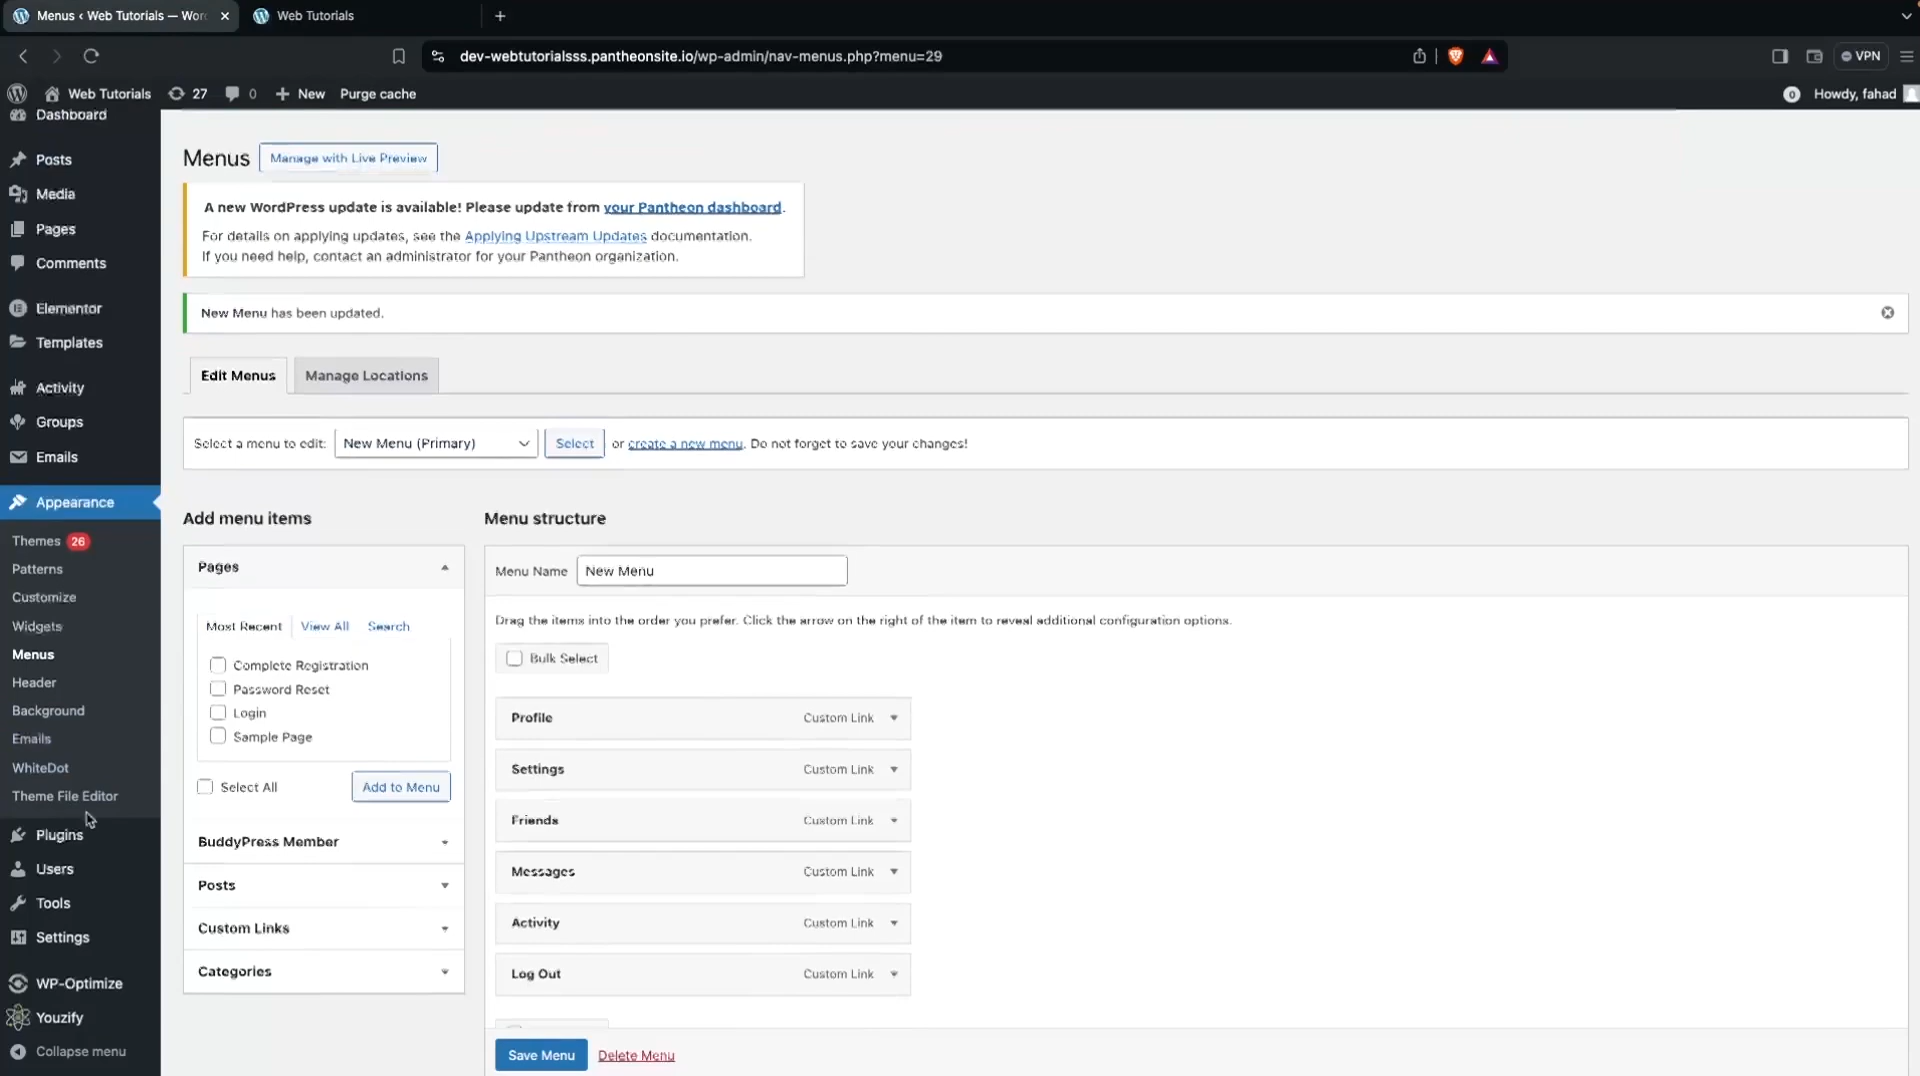 Menus ‹ Web Tutorials — Wor
Web Tutorials
dev-webtutorialsss.pantheonsite.io/wp-admin/nav-menus.php?menu=29
VPN
Web Tutorials
27
0
New
Purge cache
0
Howdy, fahad
Dashboard
Posts
Media
Pages
Comments
Elementor
Templates
Activity
Groups
Emails
Appearance
Themes 26
Patterns
Customize
Widgets
Menus
Header
Background
Emails
WhiteDot
Theme File Editor
Plugins
Users
Tools
Settings
WP-Optimize
Youzify
Collapse menu
Menus
Manage with Live Preview
A new WordPress update is available! Please update from your Pantheon dashboard.
For details on applying updates, see the Applying Upstream Updates documentation.
If you need help, contact an administrator for your Pantheon organization.
New Menu has been updated.
Edit Menus
Manage Locations
Select a menu to edit: New Menu (Primary) Select or create a new menu. Do not forget to save your changes!
Add menu items
Pages
Most Recent
View All
Search
Complete Registration
Password Reset
Login
Sample Page
Select All
Add to Menu
BuddyPress Member
Posts
Custom Links
Categories
Menu structure
Menu Name New Menu
Drag the items into the order you prefer. Click the arrow on the right of the item to reveal additional configuration options.
Bulk Select
Profile Custom Link
Settings Custom Link
Friends Custom Link
Messages Custom Link
Activity Custom Link
Log Out Custom Link
Save Menu
Delete Menu